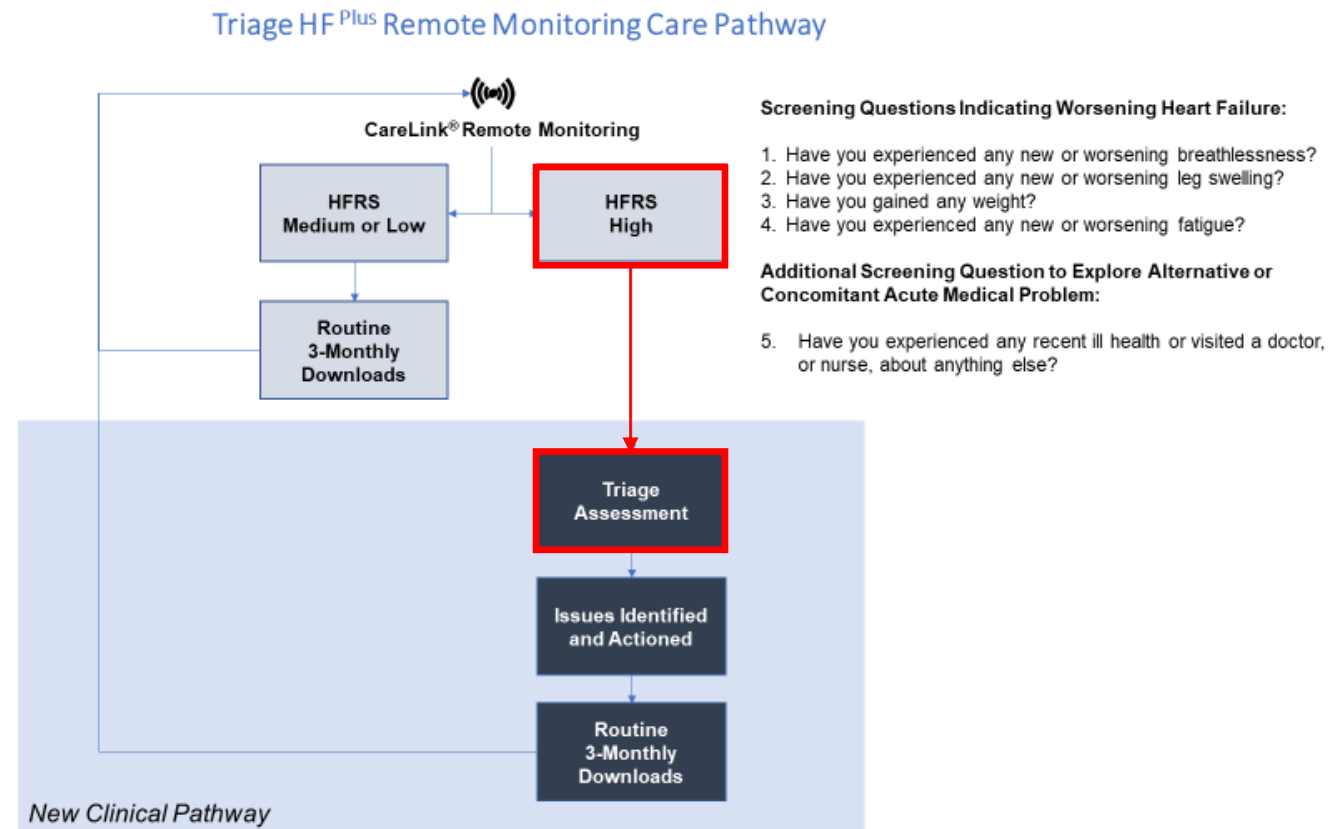 Triage HF Plus Remote Monitoring Care Pathway
CareLink® Remote Monitoring
HFRS
Medium or Low
HFRS
High
Routine
3-Monthly
Downloads
Screening Questions Indicating Worsening Heart Failure:
1. Have you experienced any new or worsening breathlessness?
2. Have you experienced any new or worsening leg swelling?
3. Have you gained any weight?
4. Have you experienced any new or worsening fatigue?
Additional Screening Question to Explore Alternative or
Concomitant Acute Medical Problem:
5. Have you experienced any recent ill health or visited a doctor,
or nurse, about anything else?
Triage
Assessment
Issues Identified
and Actioned
Routine
3-Monthly
Downloads
New Clinical Pathway